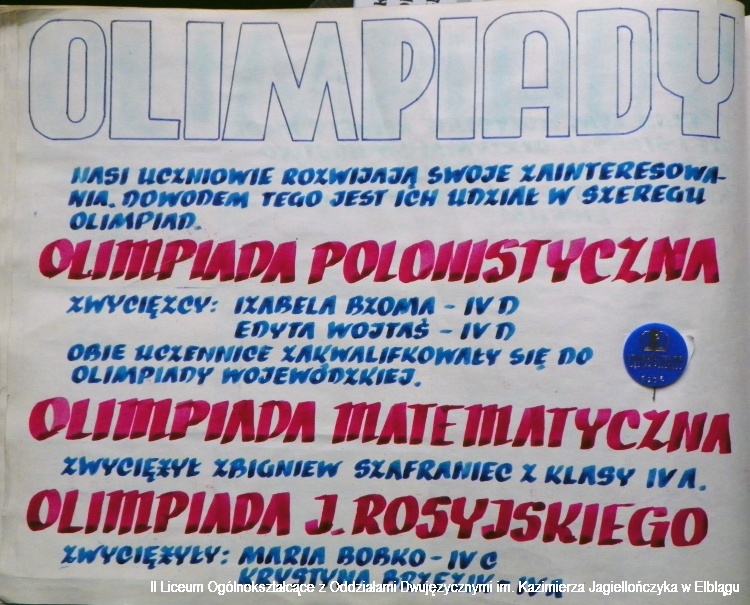 OLIMPIADY
NASI UCZNIOWIE ROZWIJAJĄ SWOJE ZAINTERESOWA-
NIA. DOWODEM TEGO JEST ICH UDZIAŁ W SZEREGU
OLIMPIAD.
OLIMPIADA POLONISTYCZNA
ZWYCIĘZCY: IZABELA BZOMA - IV D
EDYTA WOJTAŚ - IV D
OBIE UCZENNICE ZAKWALIFKOWAŁY SIĘ DO
OLIMPIADY WOJEWÓDZKIEJ.
OLIMPIADA MATEMATYCZNA
ZWYCIĘŻYŁ ZBIGNIEW SZAFRANIEC Z KLASY IV A.
OLIMPIADA J. ROSYJSKIEGO
ZWYCIĘŻYŁY: MARIA BOBKO - IV C
KRYSTYNA
II Liceum Ogólnokształcące z Oddziałami Dwujęzycznymi im. Kazimierza Jagiellończyka w Elblągu